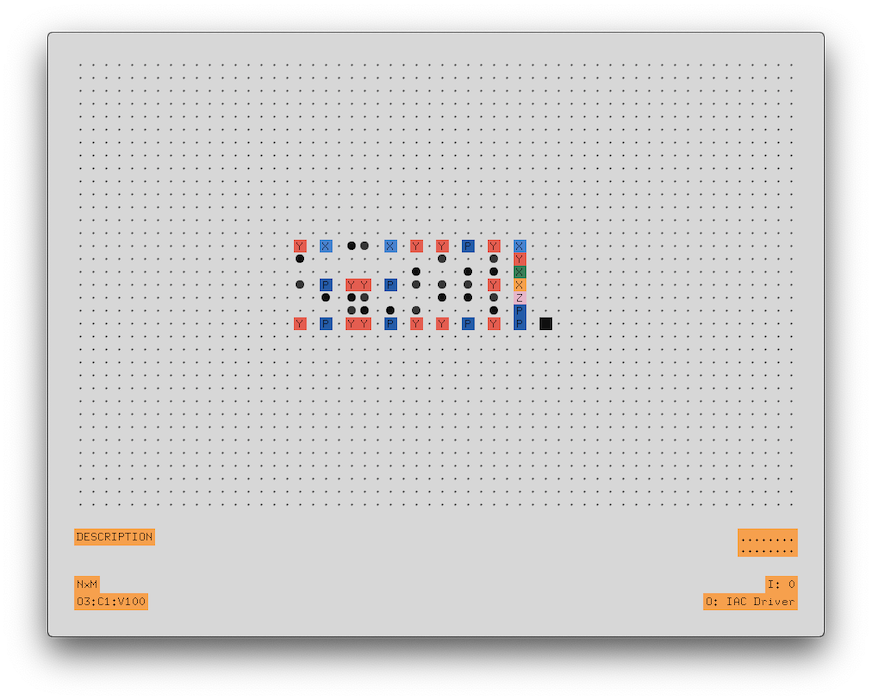 Y X X Y Y P Y X
Y
X
P Y Y P Y X
Z
P
Y P Y Y P Y Y P Y P
DESCRIPTION
NxM
I: 0
03:C1:V100
O: IAC Driver